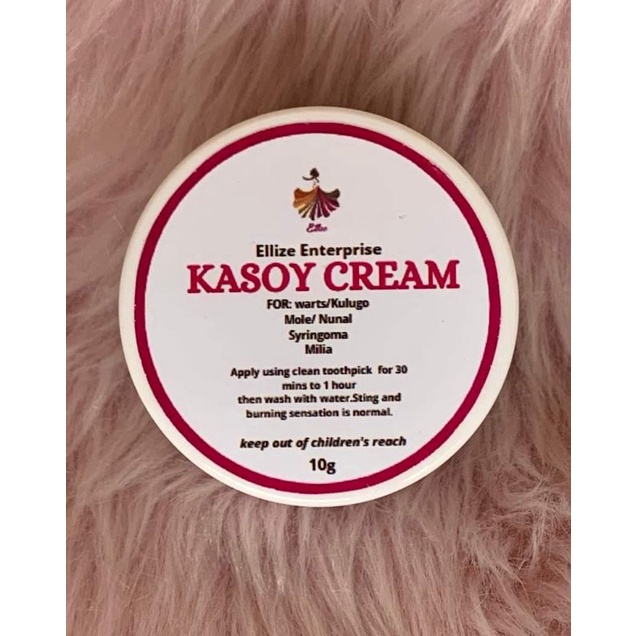 Ellize
Ellize Enterprise
KASOY CREAM
FOR: warts/Kulugo
Mole/ Nunal
Syringoma
Milia
Apply using clean toothpick for 30
mins to 1 hour
then wash with water.Sting and
burning sensation is normal.
keep out of children's reach
10g